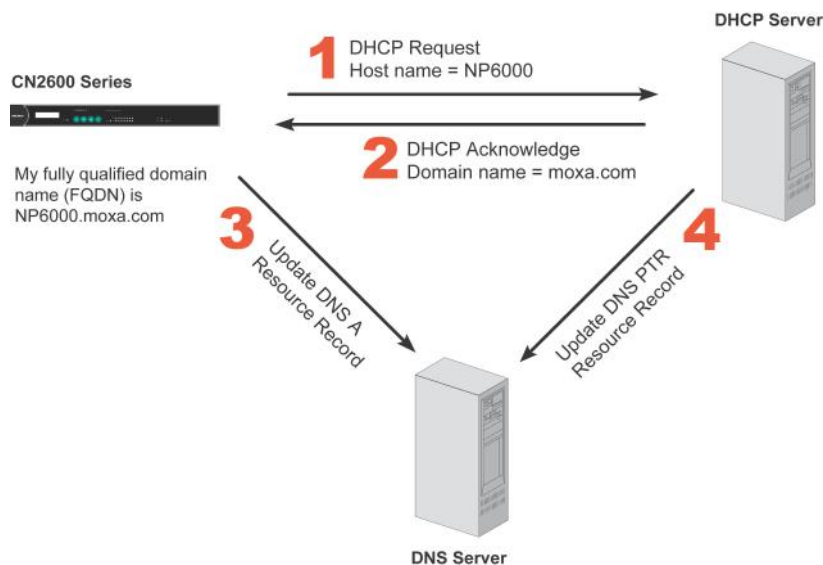 DHCP Server
1 DHCP Request
Host name = NP6000
CN2600 Series
2 DHCP Acknowledge
Domain name = moxa.com
My fully qualified domain
name (FQDN) is
NP6000.moxa.com
3
Update DNS A
Resource Record
4
Update DNS PTR
Resource Record
DNS Server